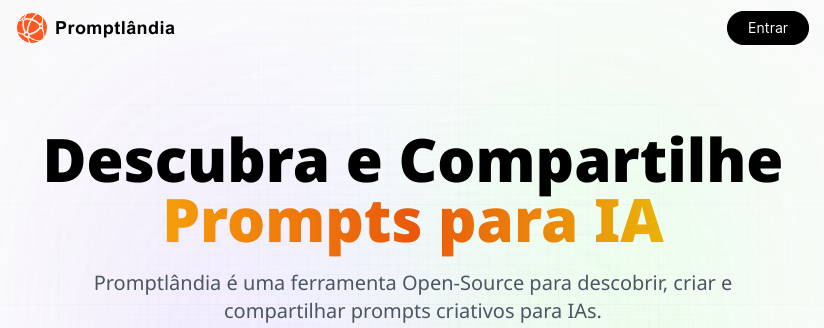 Promptlândia
Entrar
Descubra e Compartilhe
Prompts para IA
Promptlândia é uma ferramenta Open-Source para descobrir, criar e
compartilhar prompts criativos para IAs.